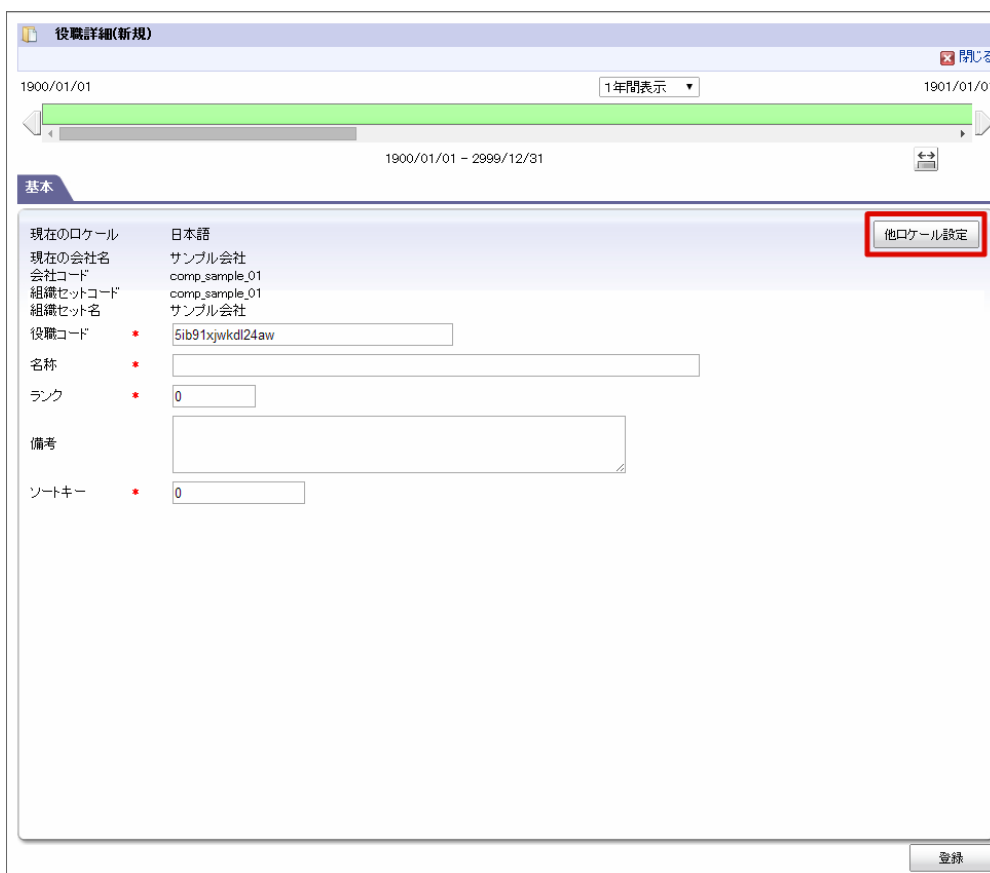 役職詳細(新規)
閉じる
1900/01/01 1年間表示 1901/01/0
1900/01/01 - 2999/12/31
基本
現在のロケール 日本語 他ロケール設定
現在の会社名 サンプル会社
会社コード comp_sample_01
組織セットコード comp_sample_01
組織セット名 サンプル会社
役職コード * 5ib91xjwkdl24aw
名称 *
ランク * 0
備考
ソートキー * 0
登録